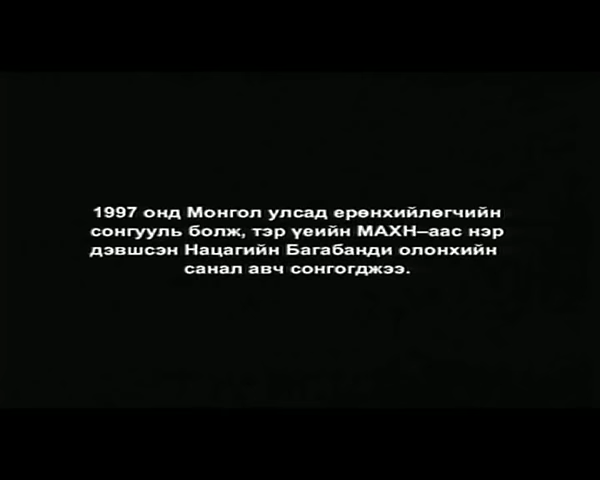 1997 онд Монгол улсад ерөнхийлөгчийн
сонгууль болж, тэр үеийн МАХН–аас нэр
дэвшсэн Нацагийн Багабанди олонхийн
санал авч сонгогджээ.